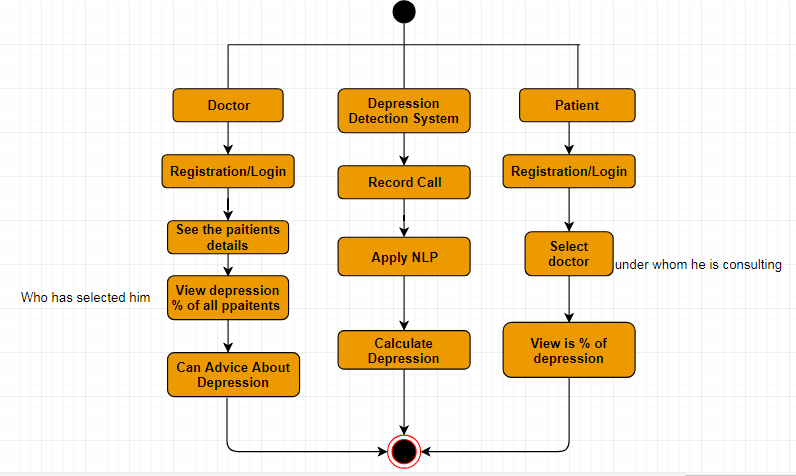 Doctor
Depression
Detection System
Patient
Registration/Login
Record Call
Registration/Login
See the paitients
details
Apply NLP
Select
doctor
under whom he is consulting
Who has selected him
View depression
% of all ppaitents
Calculate
Depression
View is % of
depression
Can Advice About
Depression